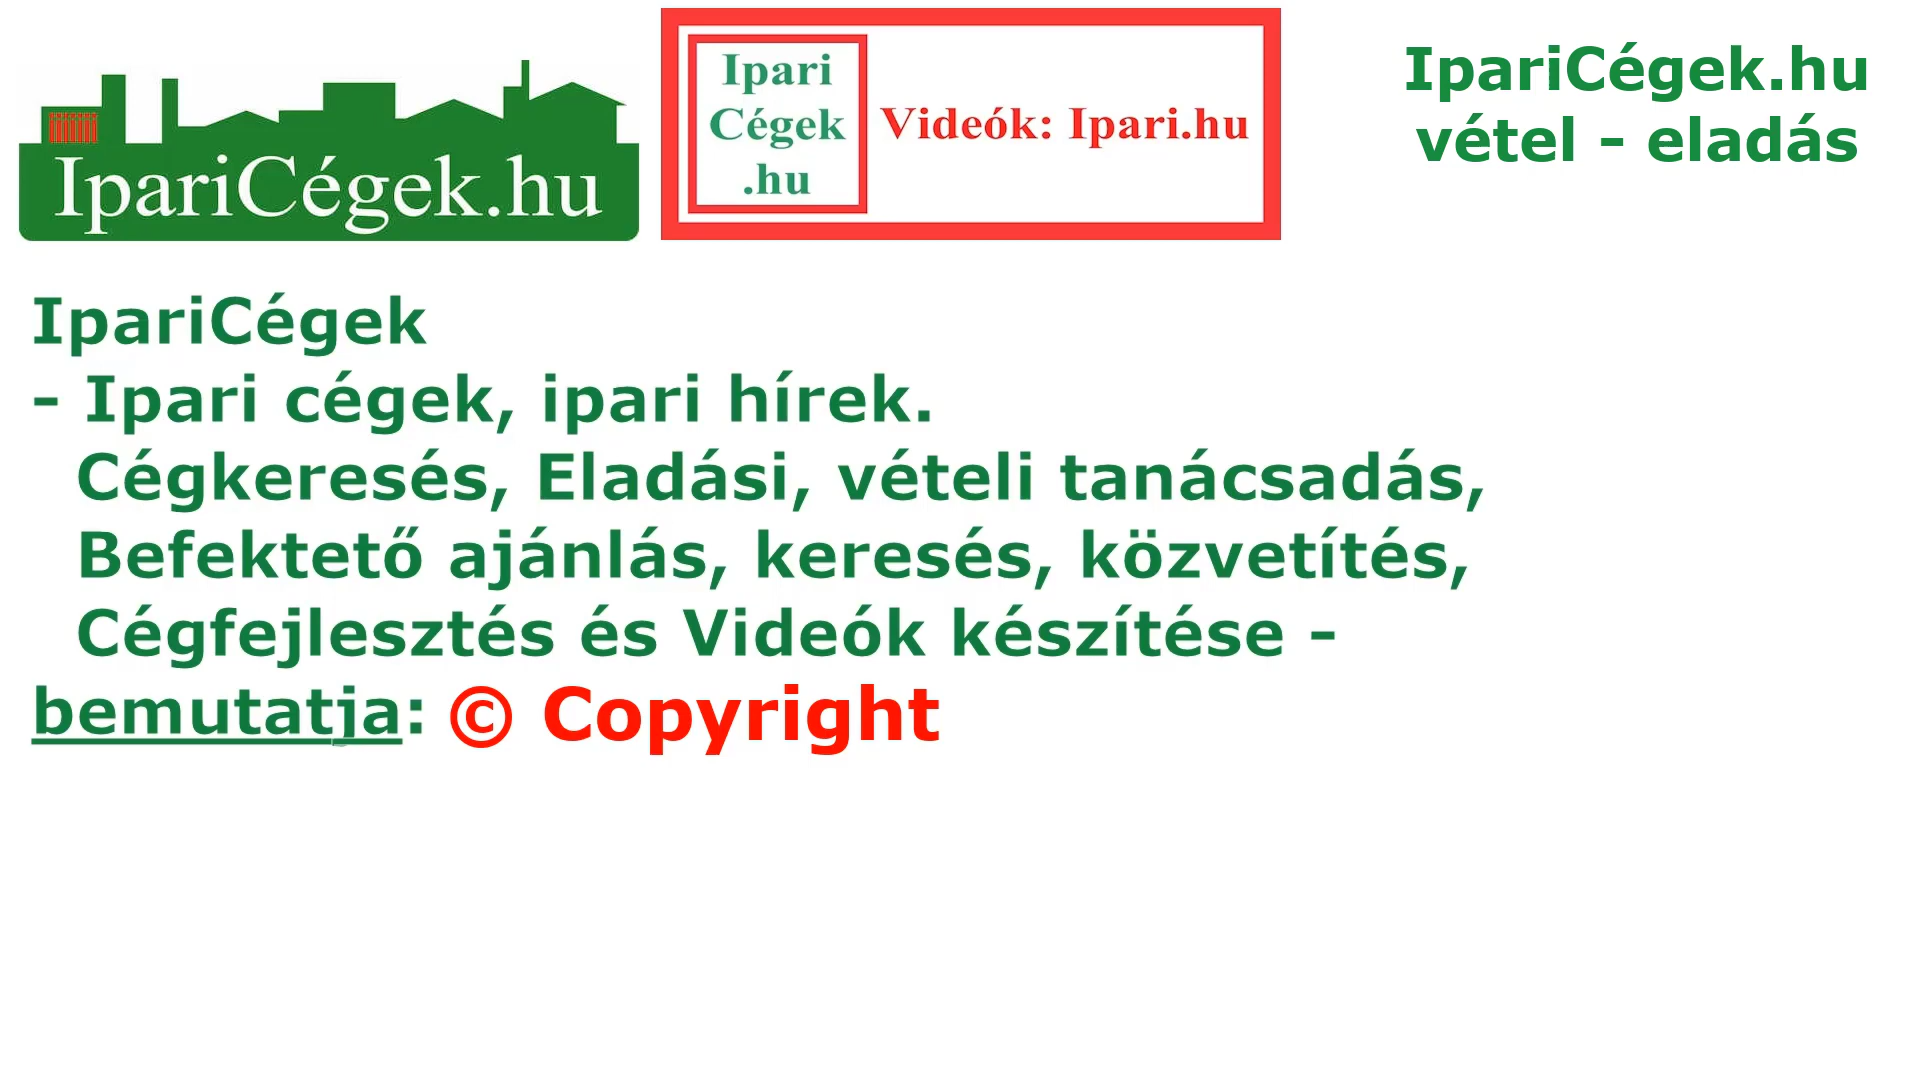 IpariCégek.hu
Ipari
Cégek
.hu
Videók: Ipari.hu
IpariCégek.hu
vétel - eladás
IpariCégek
- Ipari cégek, ipari hírek.
Cégkeresés, Eladási, vételi tanácsadás,
Befektető ajánlás, keresés, közvetítés,
Cégfejlesztés és Videók készítése -
bemutatja: © Copyright